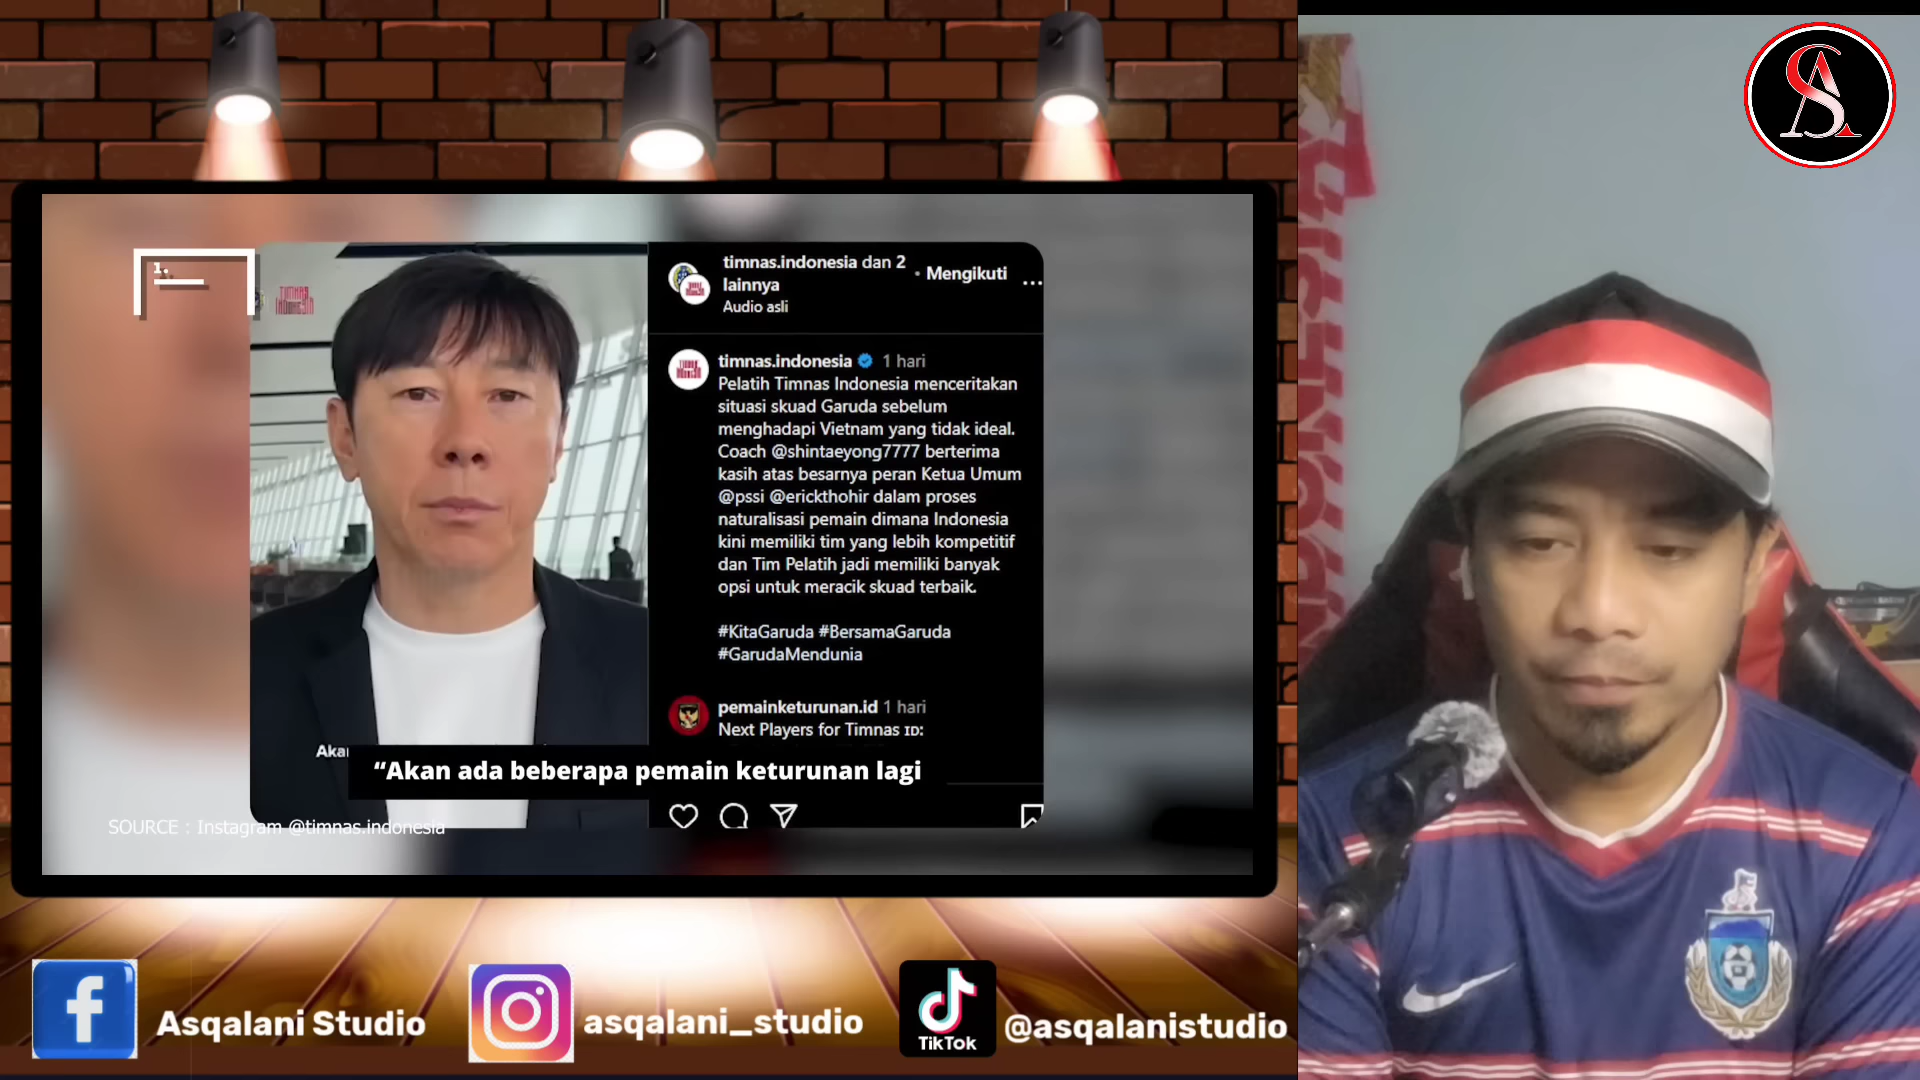 1.
TIMNAS
INDONESIA
timnas.indonesia dan 2
lainnya
• Mengikuti
Audio asli
timnas.indonesia 1 hari
Pelatih Timnas Indonesia menceritakan
situasi skuad Garuda sebelum
menghadapi Vietnam yang tidak ideal.
Coach @shintaeyong7777 berterima
kasih atas besarnya peran Ketua Umum
@pssi @erickthohir dalam proses
naturalisasi pemain dimana Indonesia
kini memiliki tim yang lebih kompetitif
dan Tim Pelatih jadi memiliki banyak
opsi untuk meracik skuad terbaik.
#KitaGaruda #BersamaGaruda
#GarudaMendunia
pemainketurunan.id 1 hari
Next Players for Timnas ID:
Aka
“Akan ada beberapa pemain keturunan lagi
SOURCE : Instagram @timnas.indonesia
Asqalani Studio
asqalani_studio
TikTok
@asqalanistudio